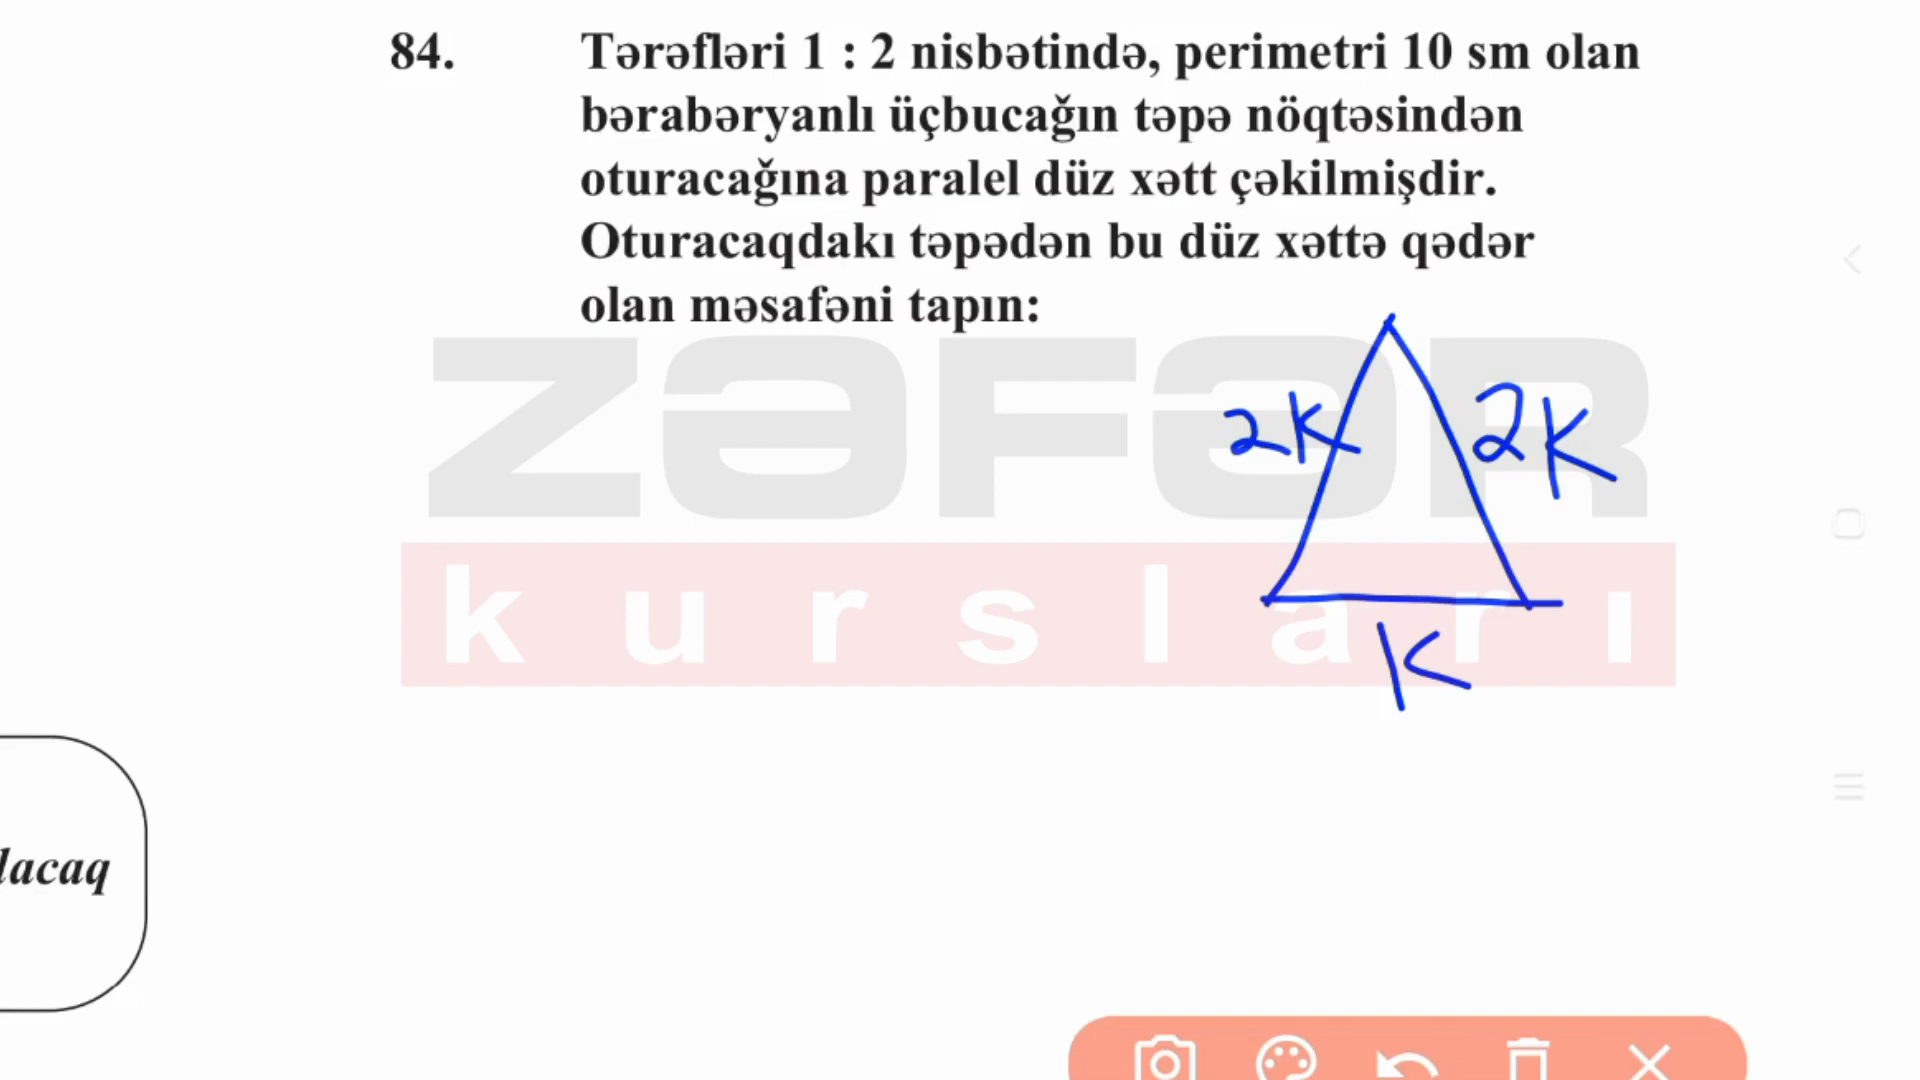 84. Tərəfləri 1 : 2 nisbətində, perimetri 10 sm olan
bərabəryanlı üçbucağın təpə nöqtəsindən
oturacağına paralel düz xətt çəkilmişdir.
Oturacaqdakı təpədən bu düz xəttə qədər
olan məsafəni tapın:
ZƏFƏR
kursları
2K
2K
K
lacaq